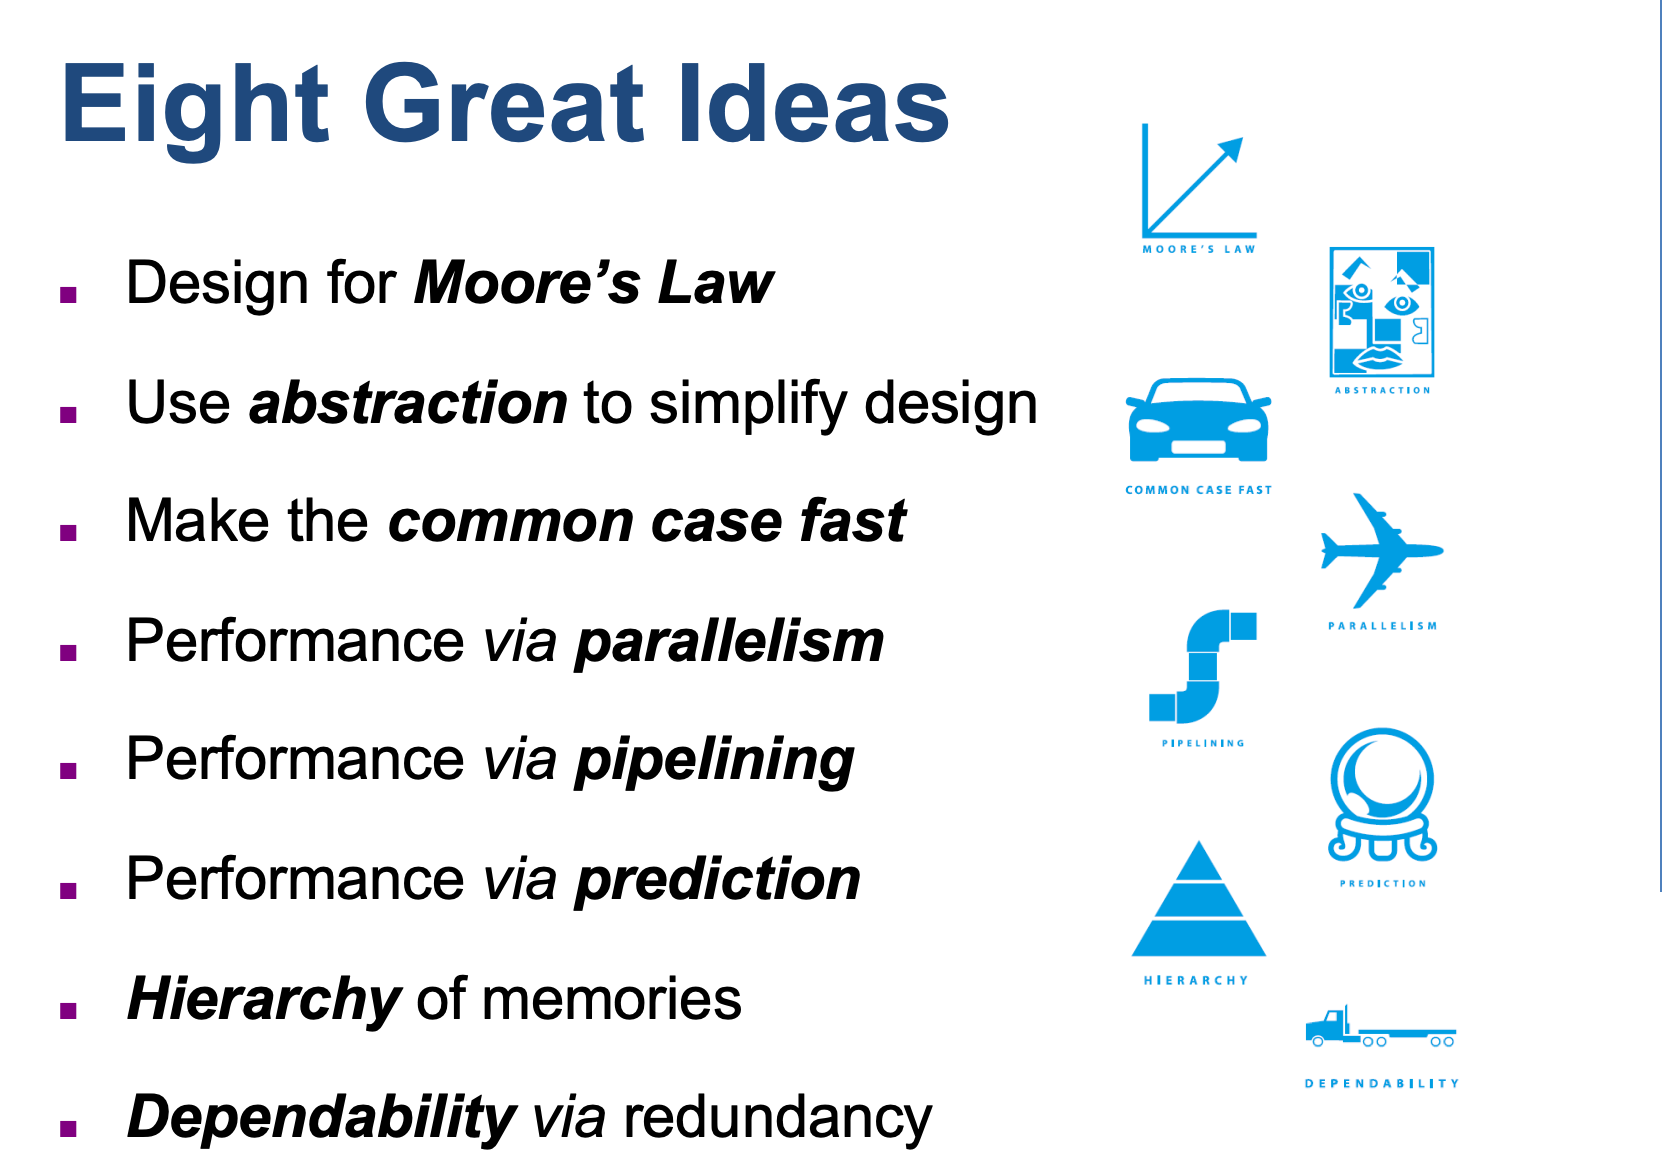 Eight Great Ideas
Design for Moore’s Law
Use abstraction to simplify design
Make the common case fast
Performance via parallelism
Performance via pipelining
Performance via prediction
Hierarchy of memories
Dependability via redundancy
MOORE'S LAW
ABSTRACTION
COMMON CASE FAST
PARALLELISM
PIPELINING
PREDICTION
HIERARCHY
DEPENDABILITY